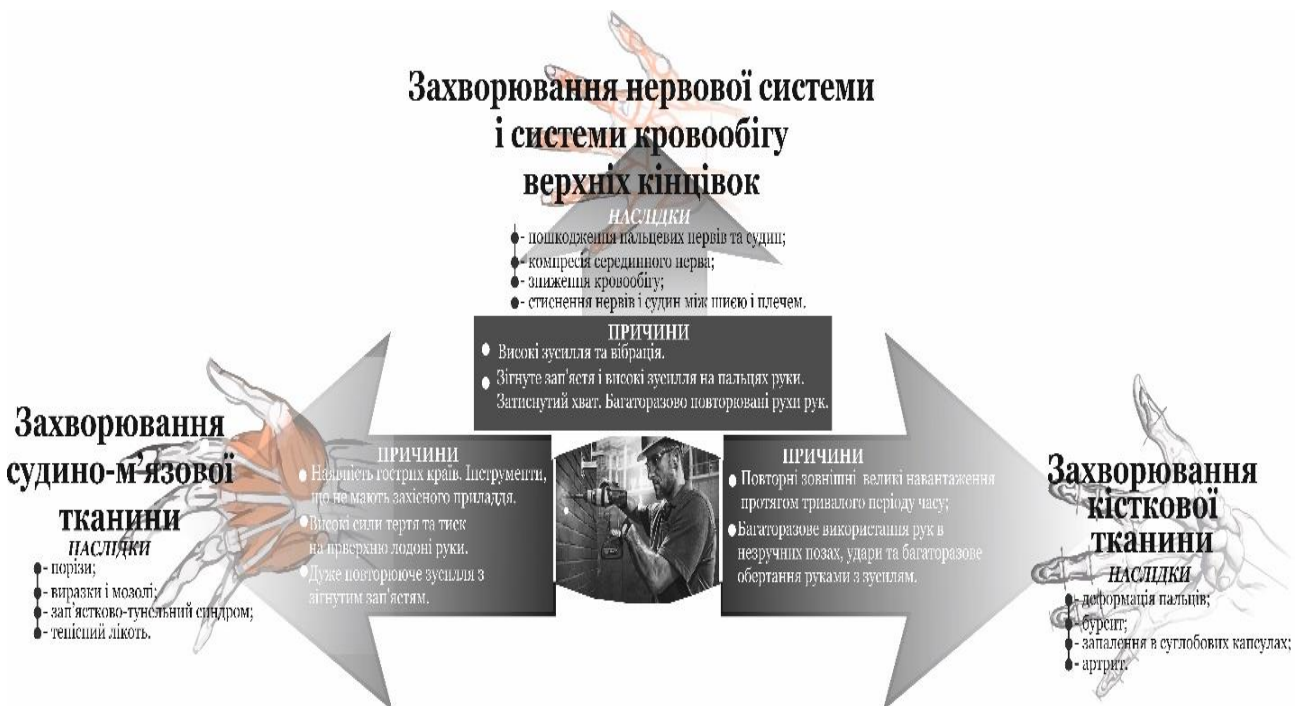 Захворювання нервової системи
і системи кровообігу
верхніх кінцівок
НАСЛІДКИ
- пошкодження пальцевих нервів та судин;
- компресія серединного нерва;
- зниження кровообігу;
- стиснення нервів і судин між шиєю і плечем.
ПРИЧИНИ
Високі зусилля та вібрація.
Зігнуте зап'ястя і високі зусилля на пальцях руки.
Затиснутий хват. Багаторазово повторювані рухи рук.
Захворювання
судино-м'язової
тканини
НАСЛІДКИ
- порізи;
- виразки і мозолі;
- зап'ястково-тунельний синдром;
- тенісний лікоть.
ПРИЧИНИ
Наявність гострих країв. Інструменти,
що не мають захісного приладдя.
Високі сили тертя та тиск
на прверхню лодоні руки.
Дуже повторююче зусилля з
зігнутим зап'ястям.
ПРИЧИНИ
Повторні зовнішні великі навантаження
протягом тривалого періоду часу;
Багаторазове використання рук в
незручних позах, удари та багаторазове
обертання руками з зусиллям.
Захворювання
кісткової
тканини
НАСЛІДКИ
- деформація пальців;
- бурсит;
- запалення в суглобових капсулах;
- артрит.